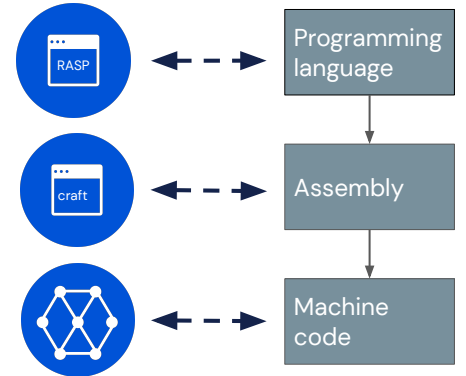 RASP
Programming
language
craft
Assembly
Machine
code